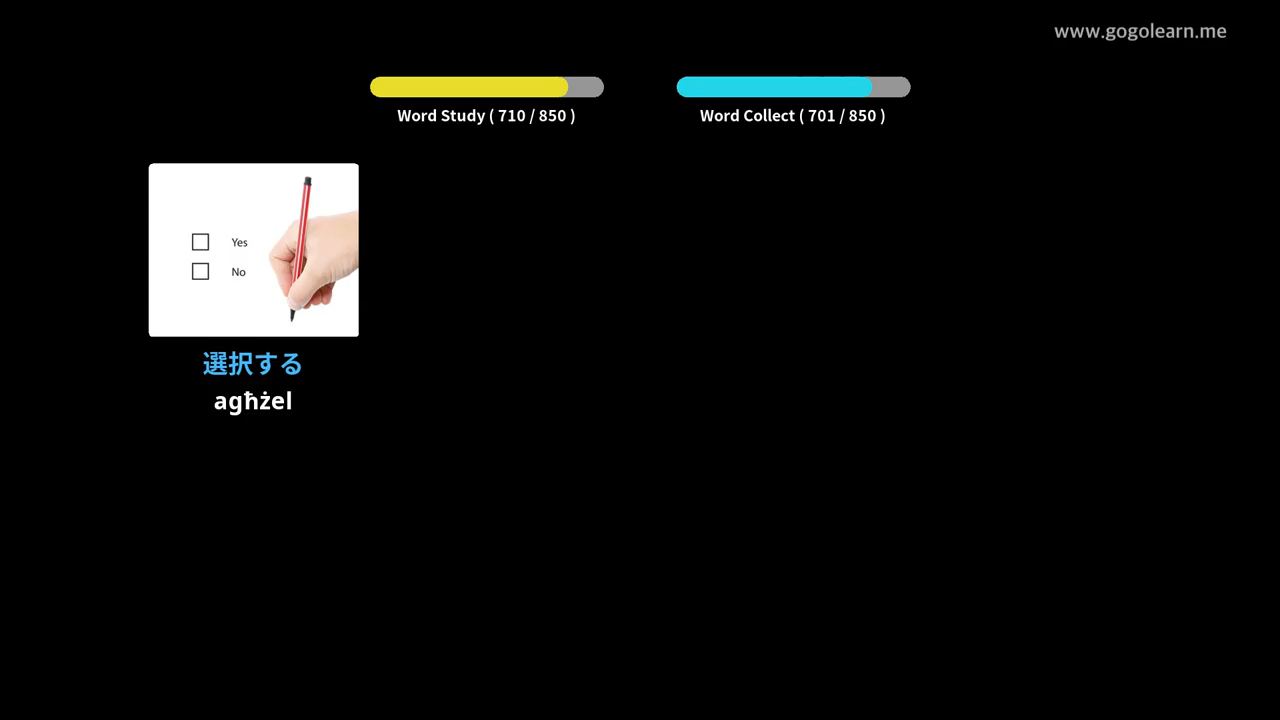 www.gogolearn.me
Word Study ( 710 / 850 )
Word Collect ( 701 / 850 )
Yes
No
選択する
agħżel